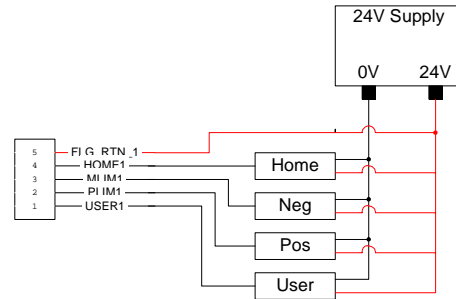 24V Supply
0V 24V
5 FLG_RTN_1
4 HOME1 Home
3 MLIM1 Neg
2 PLIM1 Pos
1 USER1 User